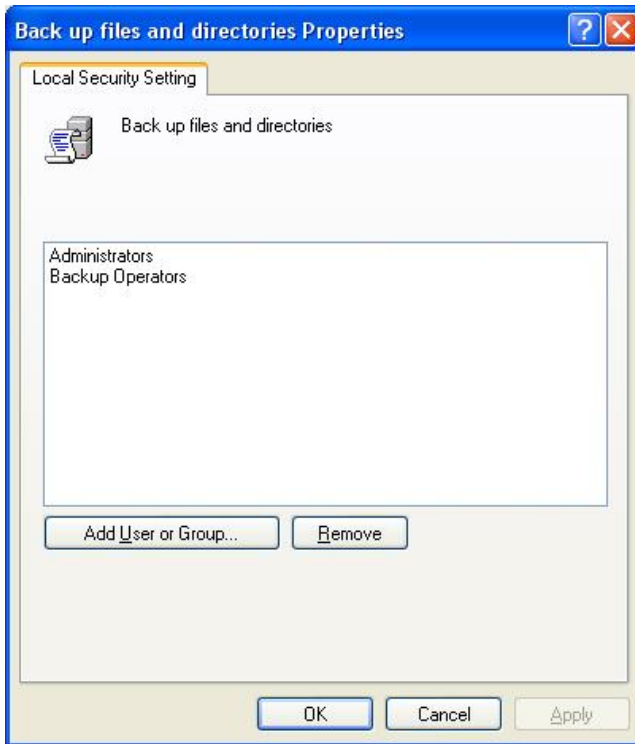 Back up files and directories Properties
Local Security Setting
Back up files and directories
Administrators
Backup Operators
Add User or Group... Remove
OK Cancel Apply